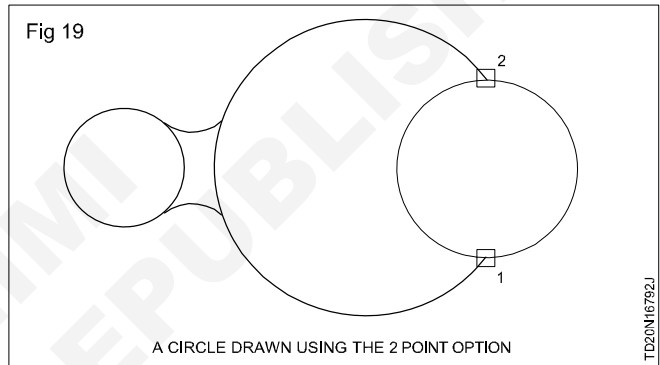 Fig 19
2
1
A CIRCLE DRAWN USING THE 2 POINT OPTION
TD20N16792J